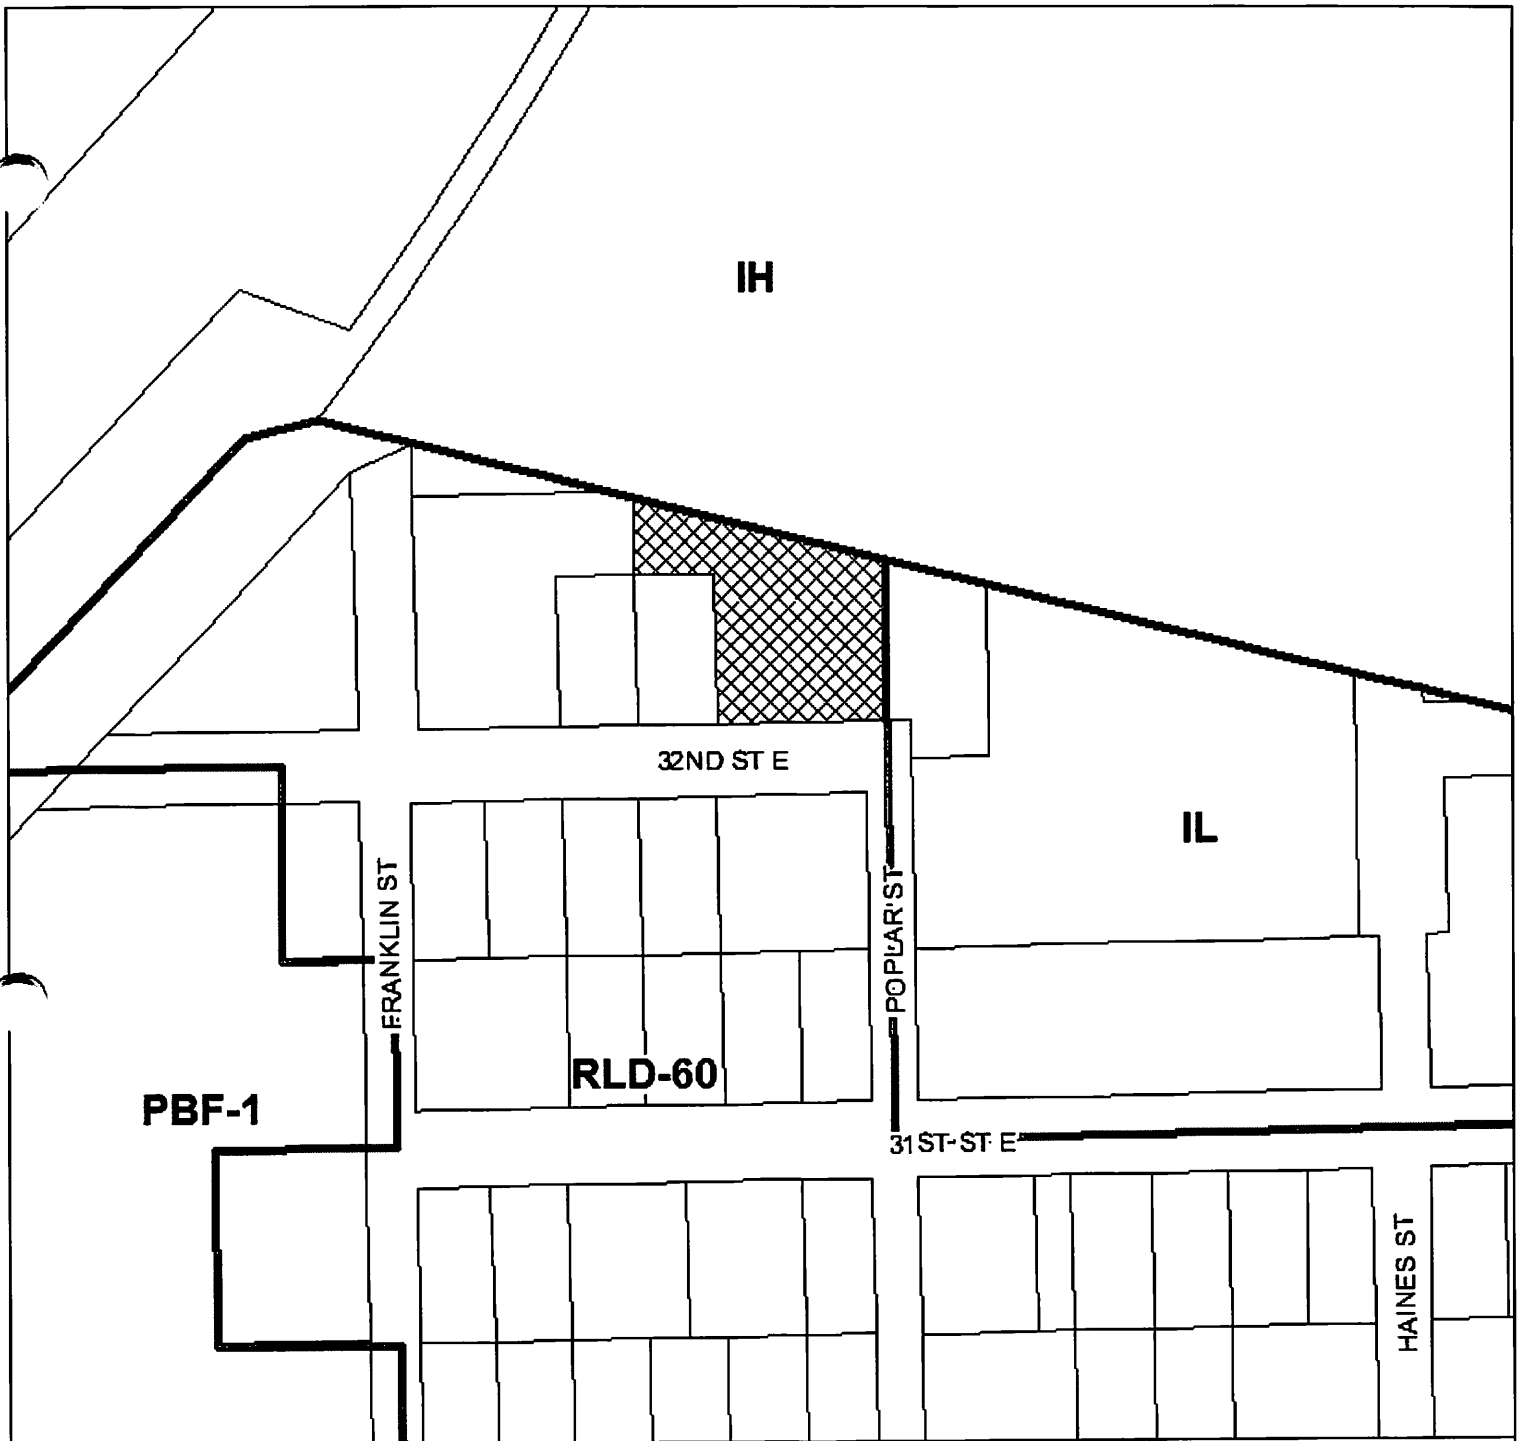 IH
32ND ST E
IL
FRANKLIN ST
POPLAR ST
RLD-60
PBF-1
31ST ST E
HAINES ST